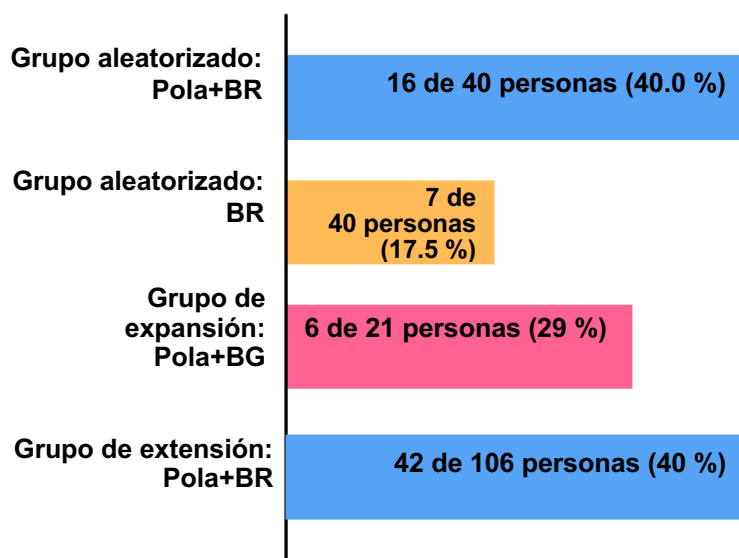 Grupo aleatorizado:
Pola+BR
16 de 40 personas (40.0 %)
Grupo aleatorizado:
BR
7 de
40 personas
(17.5 %)
Grupo de
expansión:
Pola+BG
6 de 21 personas (29 %)
Grupo de extensión:
Pola+BR
42 de 106 personas (40 %)